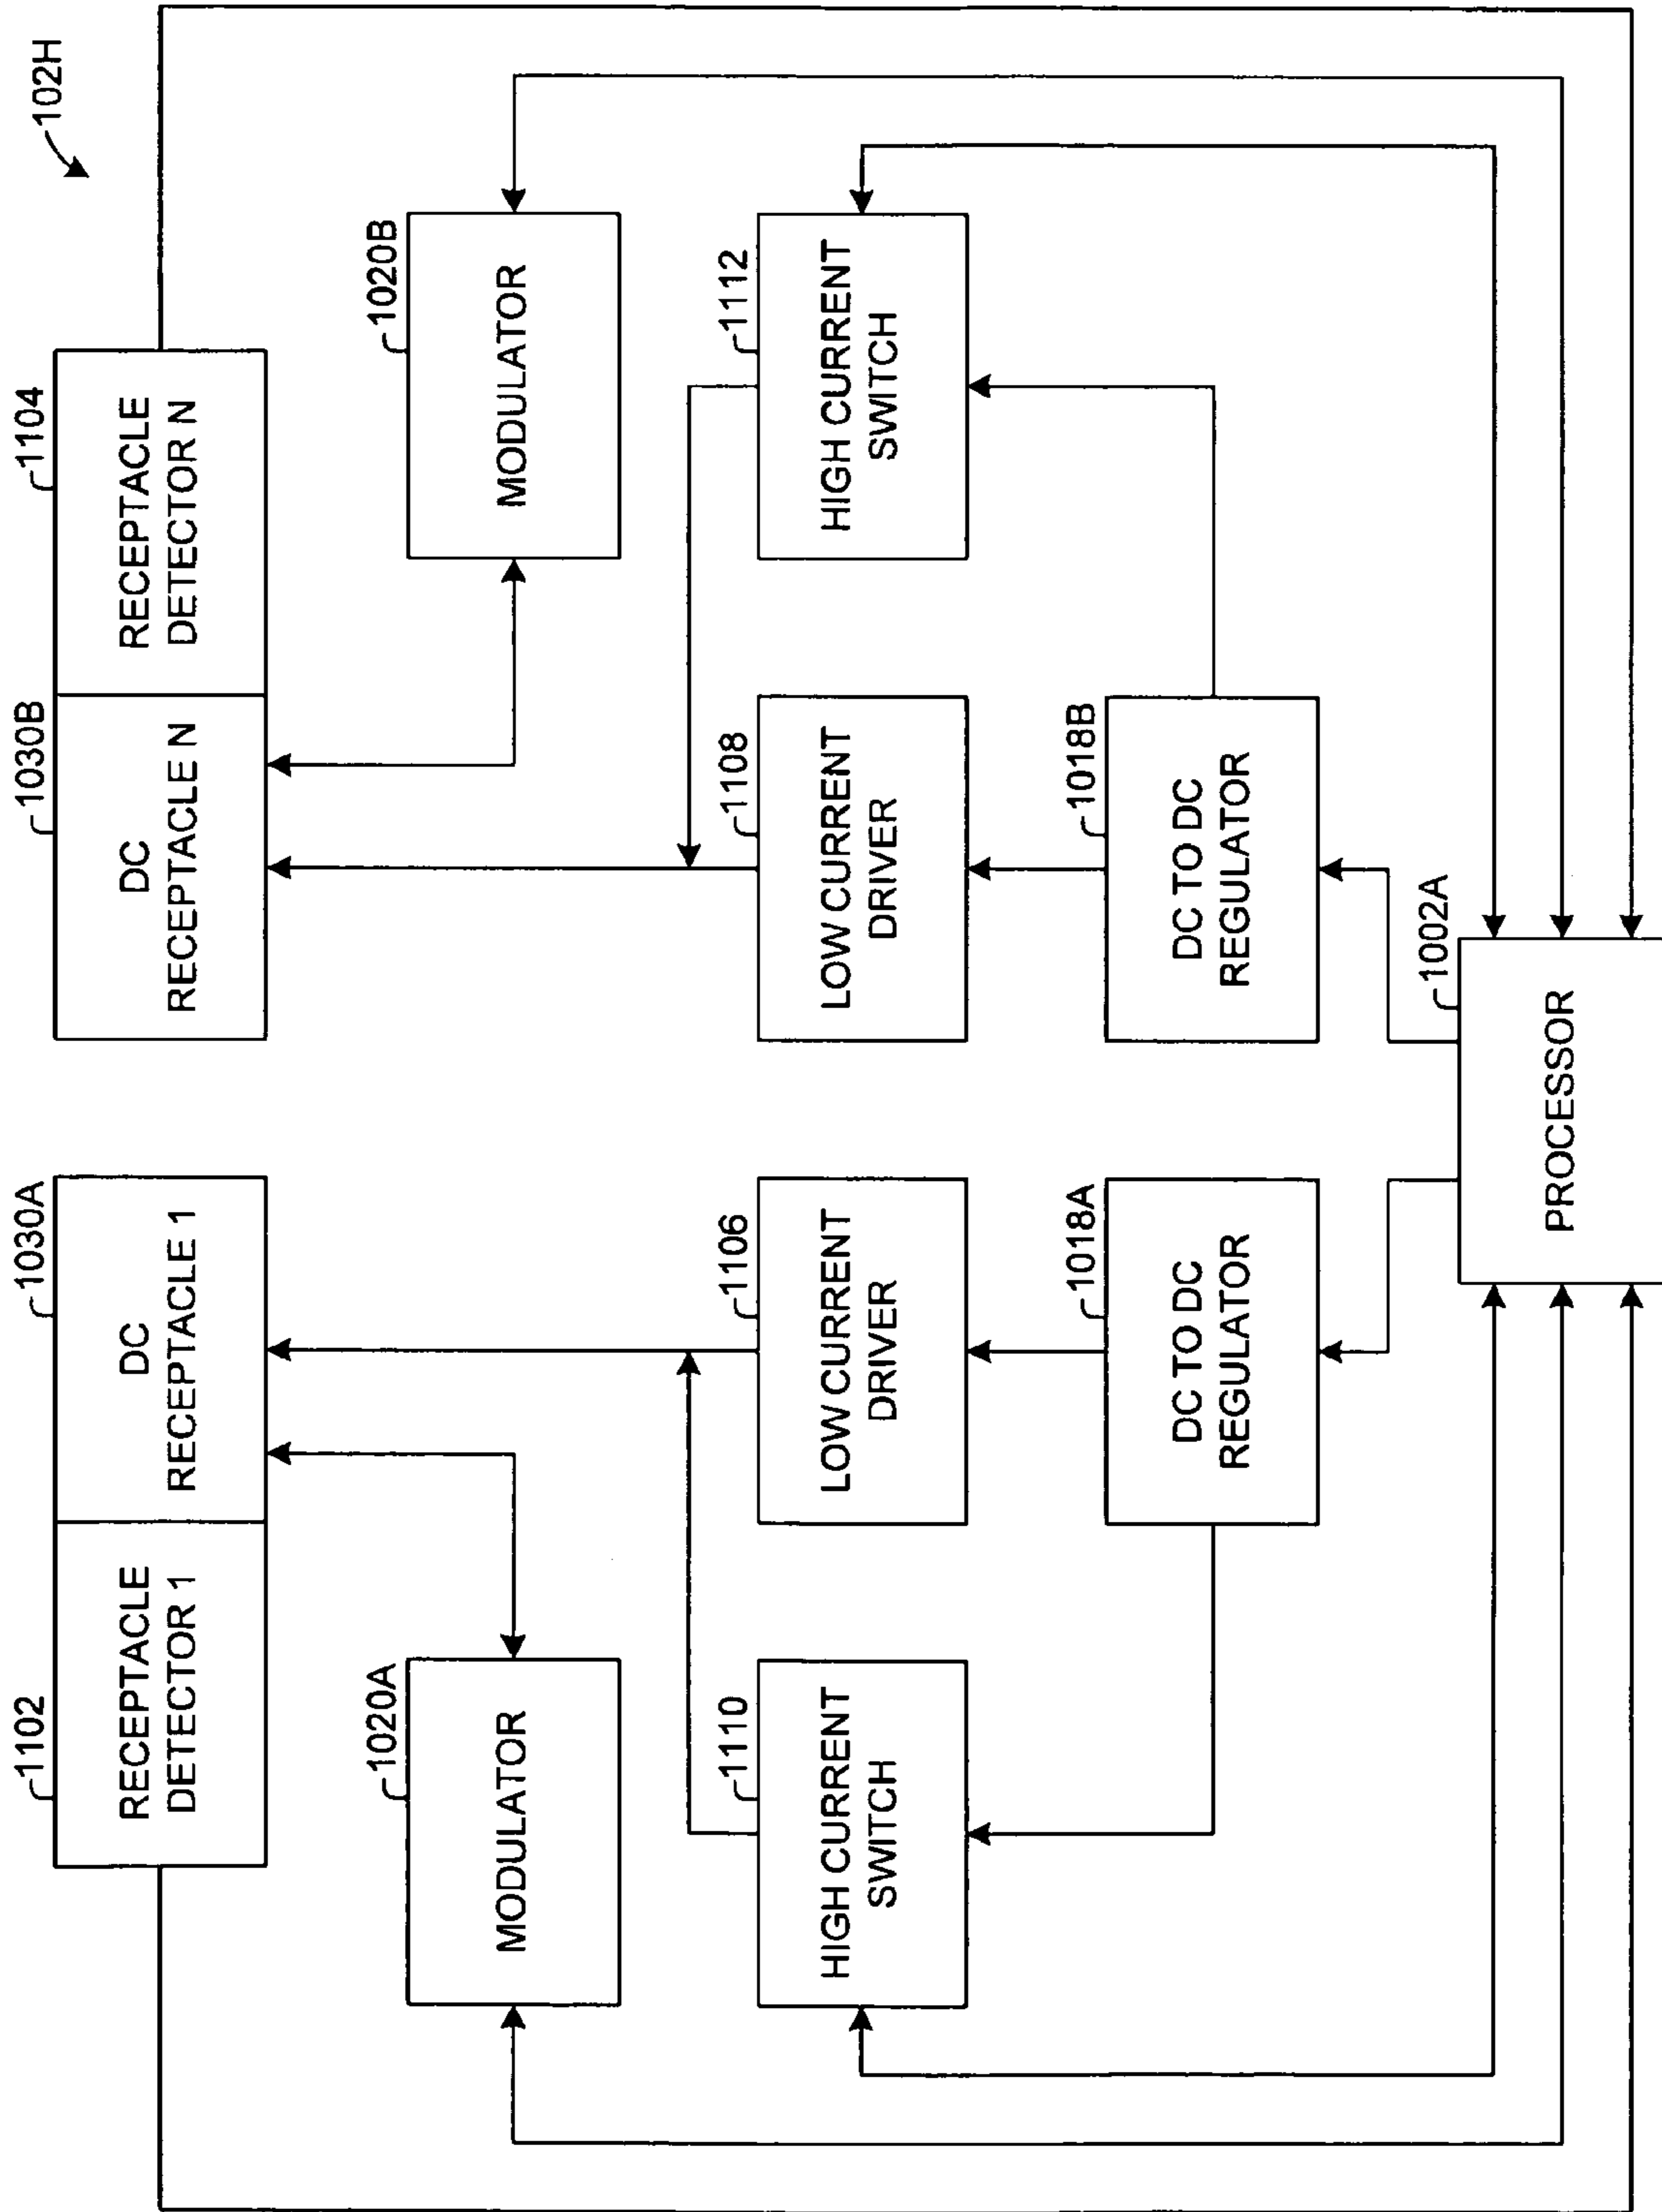 102H
1102
RECEPTACLE
DETECTOR 1
1030A
DC
RECEPTACLE 1
1030B
DC
RECEPTACLE N
1104
RECEPTACLE
DETECTOR N
1020A
MODULATOR
1020B
MODULATOR
1110
HIGH CURRENT
SWITCH
1106
LOW CURRENT
DRIVER
1108
LOW CURRENT
DRIVER
1112
HIGH CURRENT
SWITCH
1018A
DC TO DC
REGULATOR
1018B
DC TO DC
REGULATOR
1002A
PROCESSOR